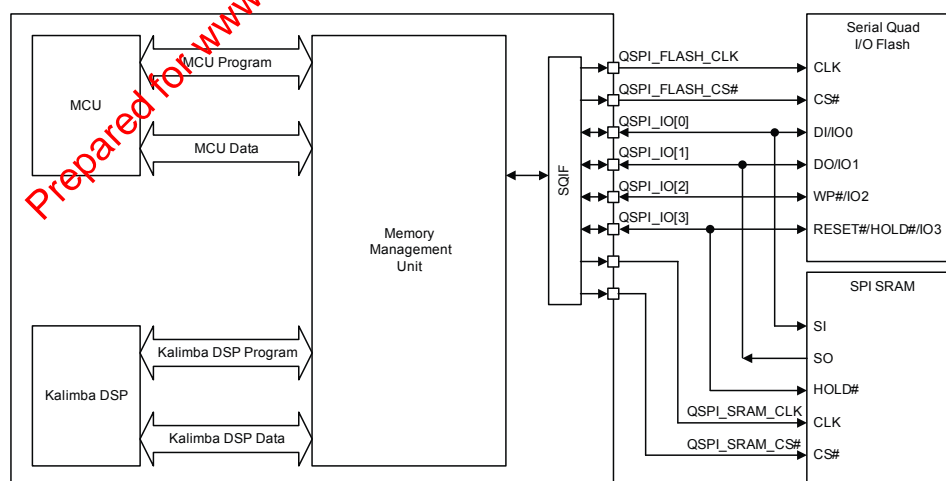 Prepared for www
MCU
MCU Program
MCU Data
Memory
Management
Unit
Kalimba DSP
Kalimba DSP Program
Kalimba DSP Data
SQIF
QSPI_FLASH_CLK
QSPI_FLASH_CS#
QSPI_IO[0]
QSPI_IO[1]
QSPI_IO[2]
QSPI_IO[3]
QSPI_SRAM_CLK
QSPI_SRAM_CS#
Serial Quad
I/O Flash
CLK
CS#
DI/IO0
DO/IO1
WP#/IO2
RESET#/HOLD#/IO3
SPI SRAM
SI
SO
HOLD#
CLK
CS#